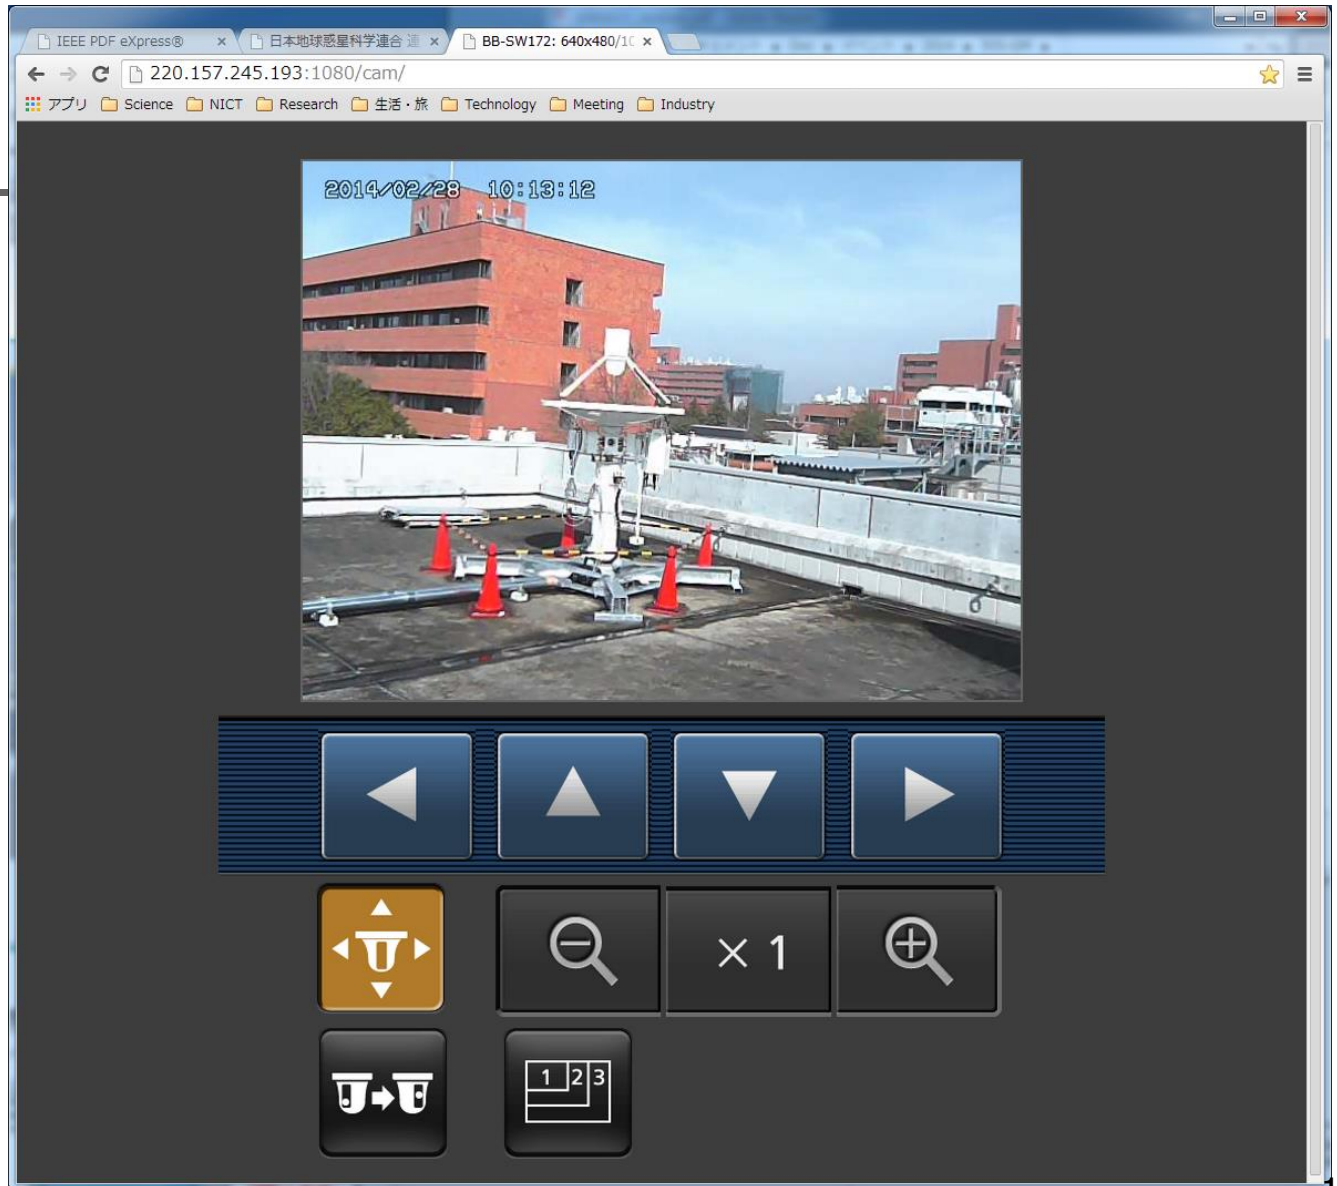 IEEE PDF eXpress®
日本地球惑星科学連合 連
BB-SW172: 640x480/10
220.157.245.193:1080/cam/
アプリ Science NICT Research 生活・旅 Technology Meeting Industry
2014/02/28 10:13:12
× 1
1 2 3